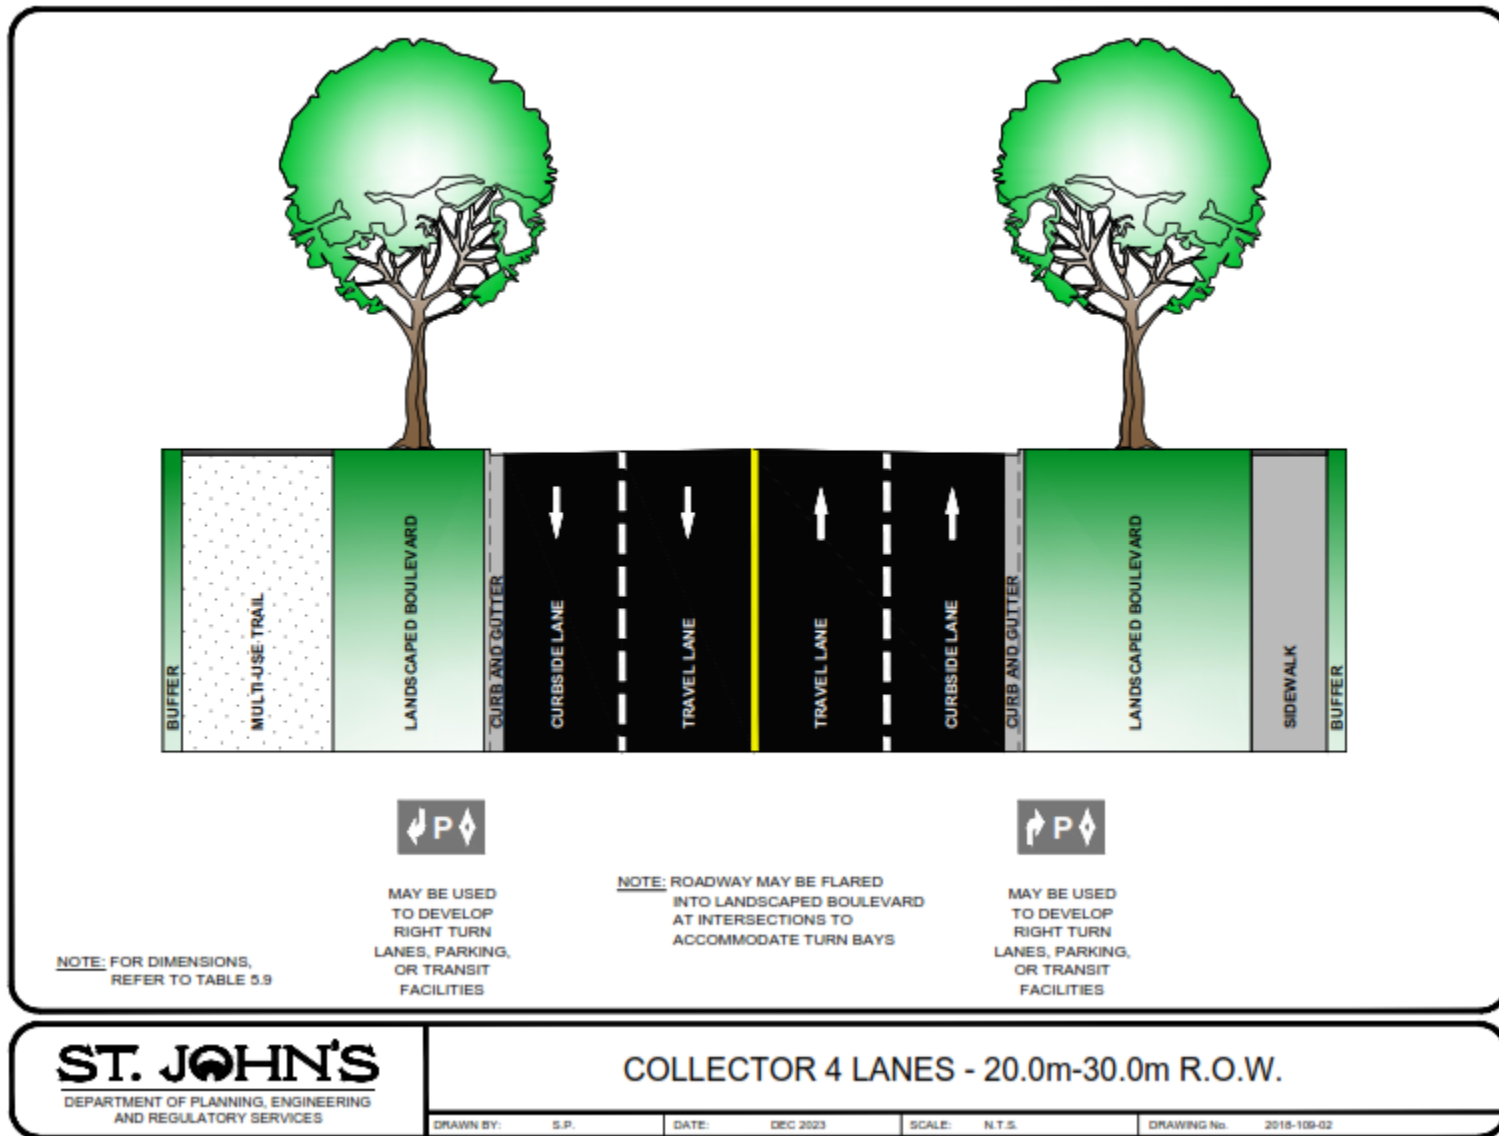 BUFFER
MULTI-USE TRAIL
LANDSCAPED BOULEVARD
CURB AND GUTTER
CURBSIDE LANE
TRAVEL LANE
TRAVEL LANE
CURBSIDE LANE
CURB AND GUTTER
LANDSCAPED BOULEVARD
SIDEWALK
BUFFER
P
P
MAY BE USED
TO DEVELOP
RIGHT TURN
LANES, PARKING,
OR TRANSIT
FACILITIES
NOTE: ROADWAY MAY BE FLARED
INTO LANDSCAPED BOULEVARD
AT INTERSECTIONS TO
ACCOMMODATE TURN BAYS
MAY BE USED
TO DEVELOP
RIGHT TURN
LANES, PARKING,
OR TRANSIT
FACILITIES
NOTE: FOR DIMENSIONS,
REFER TO TABLE 5.9
ST. JOHN'S
DEPARTMENT OF PLANNING, ENGINEERING
AND REGULATORY SERVICES
COLLECTOR 4 LANES - 20.0m-30.0m R.O.W.
DRAWN BY: S.P. DATE: DEC 2023 SCALE: N.T.S. DRAWING No. 2018-109-02